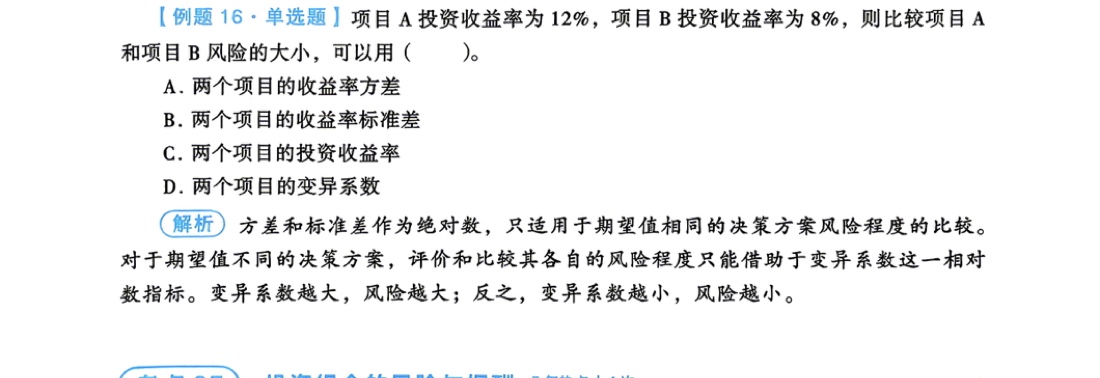 【例题 16·单选题】项目 A 投资收益率为 12%，项目 B 投资收益率为 8%，则比较项目 A
和项目 B 风险的大小，可以用（　　）。
A. 两个项目的收益率方差
B. 两个项目的收益率标准差
C. 两个项目的投资收益率
D. 两个项目的变异系数
解析 方差和标准差作为绝对数，只适用于期望值相同的决策方案风险程度的比较。
对于期望值不同的决策方案，评价和比较其各自的风险程度只能借助于变异系数这一相对
数指标。变异系数越大，风险越大；反之，变异系数越小，风险越小。